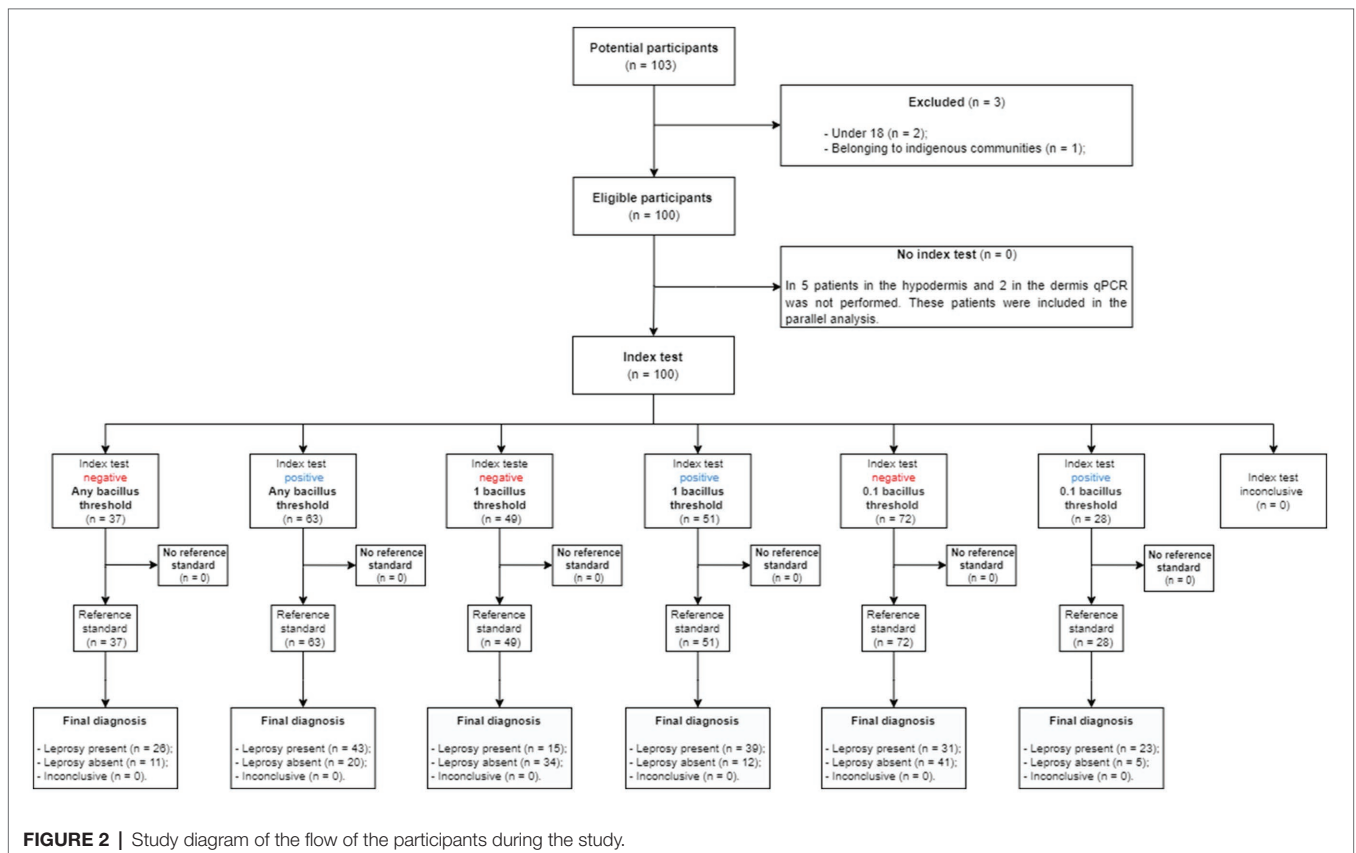 Potential participants
(n = 103)
Excluded (n = 3)
- Under 18 (n = 2);
- Belonging to indigenous communities (n = 1);
Eligible participants
(n = 100)
No index test (n = 0)
In 5 patients in the hypodermis and 2 in the dermis qPCR
was not performed. These patients were included in the
parallel analysis.
Index test
(n = 100)
Index test
negative
Any bacillus
threshold
(n = 37)
Index test
positive
Any bacillus
threshold
(n = 63)
Index teste
negative
1 bacillus
threshold
(n = 49)
Index test
positive
1 bacillus
threshold
(n = 51)
Index test
negative
0.1 bacillus
threshold
(n = 72)
Index test
positive
0.1 bacillus
threshold
(n = 28)
Index test
inconclusive
(n = 0)
No reference
standard
(n = 0)
No reference
standard
(n = 0)
No reference
standard
(n = 0)
No reference
standard
(n = 0)
No reference
standard
(n = 0)
No reference
standard
(n = 0)
Reference
standard
(n = 37)
Reference
standard
(n = 63)
Reference
standard
(n = 49)
Reference
standard
(n = 51)
Reference
standard
(n = 72)
Reference
standard
(n = 28)
Final diagnosis
- Leprosy present (n = 26);
- Leprosy absent (n = 11);
- Inconclusive (n = 0).
Final diagnosis
- Leprosy present (n = 43);
- Leprosy absent (n = 20);
- Inconclusive (n = 0).
Final diagnosis
- Leprosy present (n = 15);
- Leprosy absent (n = 34);
- Inconclusive (n = 0).
Final diagnosis
- Leprosy present (n = 39);
- Leprosy absent (n = 12);
- Inconclusive (n = 0).
Final diagnosis
- Leprosy present (n = 31);
- Leprosy absent (n = 41);
- Inconclusive (n = 0).
Final diagnosis
- Leprosy present (n = 23);
- Leprosy absent (n = 5);
- Inconclusive (n = 0).
FIGURE 2 | Study diagram of the flow of the participants during the study.